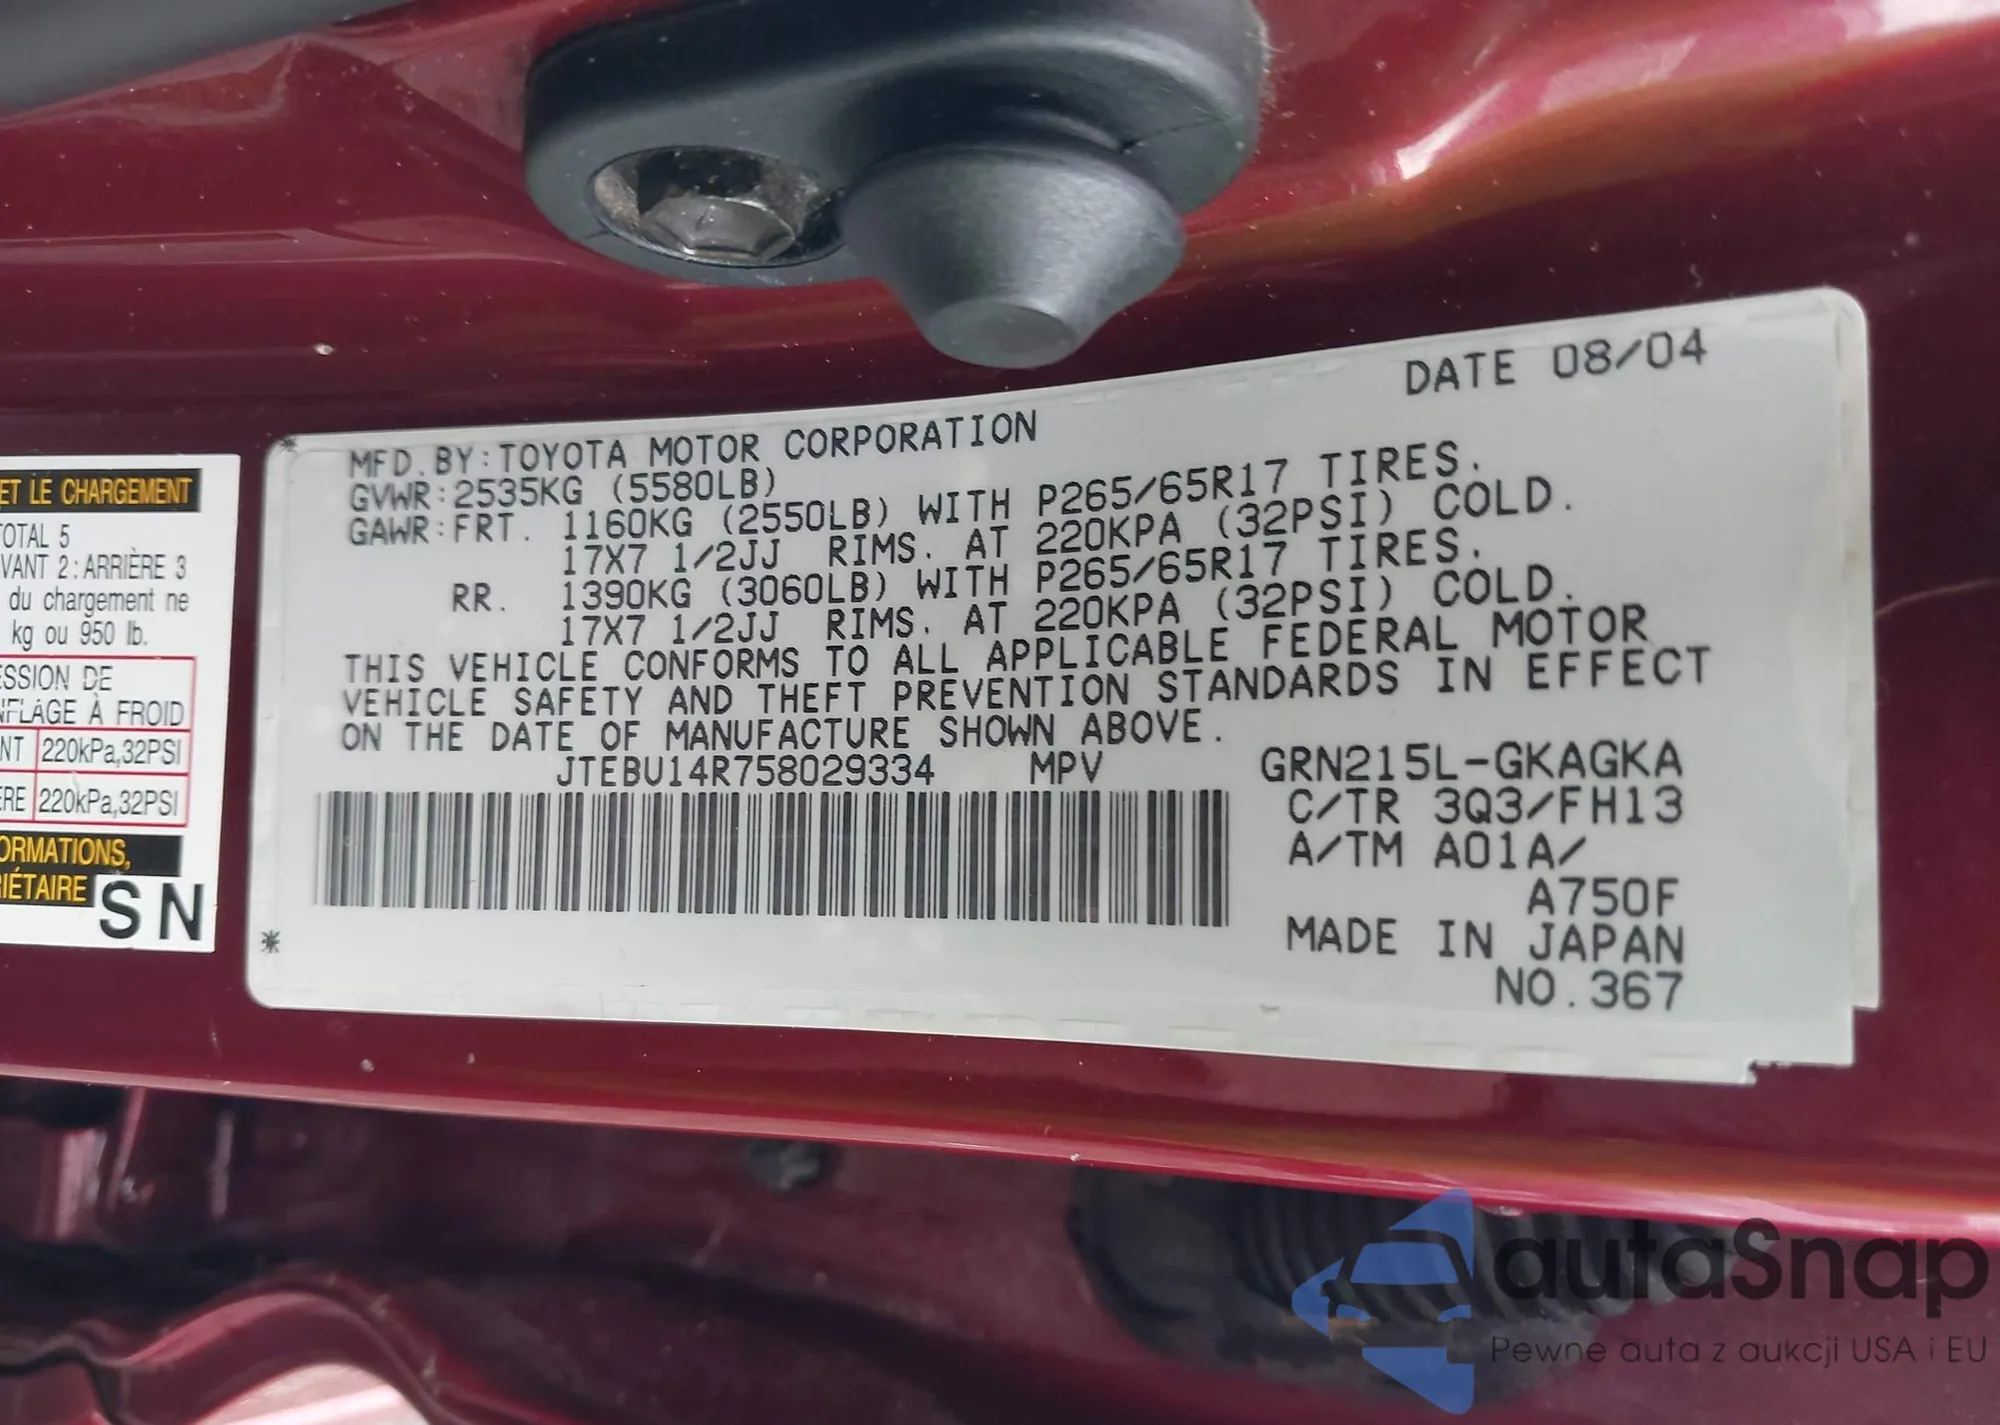 ET LE CHARGEMENT
TOTAL 5
VANT 2: ARRIÈRE 3
du chargement ne
kg ou 950 lb.
ESSION DE
NFLAGE À FROID
NT 220kPa,32PSI
ERE 220kPa,32PSI
ORMATIONS,
RIÉTAIRE
SN
DATE 08/04
MFD.BY:TOYOTA MOTOR CORPORATION
GVWR:2535KG (5580LB)
GAWR:FRT. 1160KG (2550LB) WITH P265/65R17 TIRES.
17X7 1/2JJ RIMS. AT 220KPA (32PSI) COLD.
RR. 1390KG (3060LB) WITH P265/65R17 TIRES.
17X7 1/2JJ RIMS. AT 220KPA (32PSI) COLD.
THIS VEHICLE CONFORMS TO ALL APPLICABLE FEDERAL MOTOR
VEHICLE SAFETY AND THEFT PREVENTION STANDARDS IN EFFECT
ON THE DATE OF MANUFACTURE SHOWN ABOVE.
JTEBU14R758029334 MPV GRN215L-GKAGKA
C/TR 3Q3/FH13
A/TM A01A/
A750F
MADE IN JAPAN
NO.367
autaSnap
Pewne auta z aukcji USA i EU